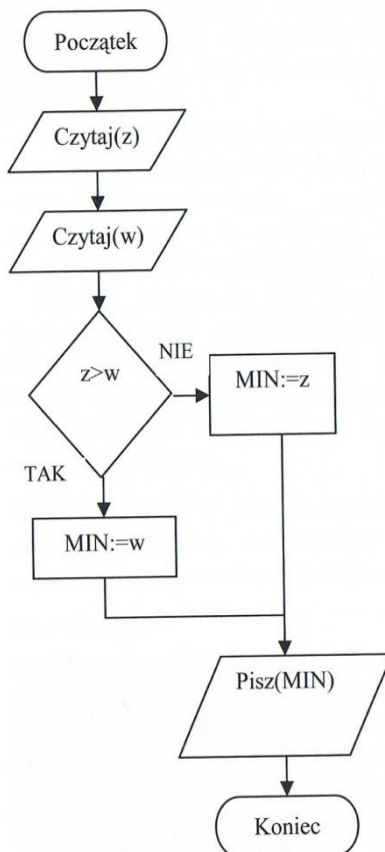 Początek
Czytaj(z)
Czytaj(w)
z>w
NIE
MIN:=z
TAK
MIN:=w
Pisz(MIN)
Koniec